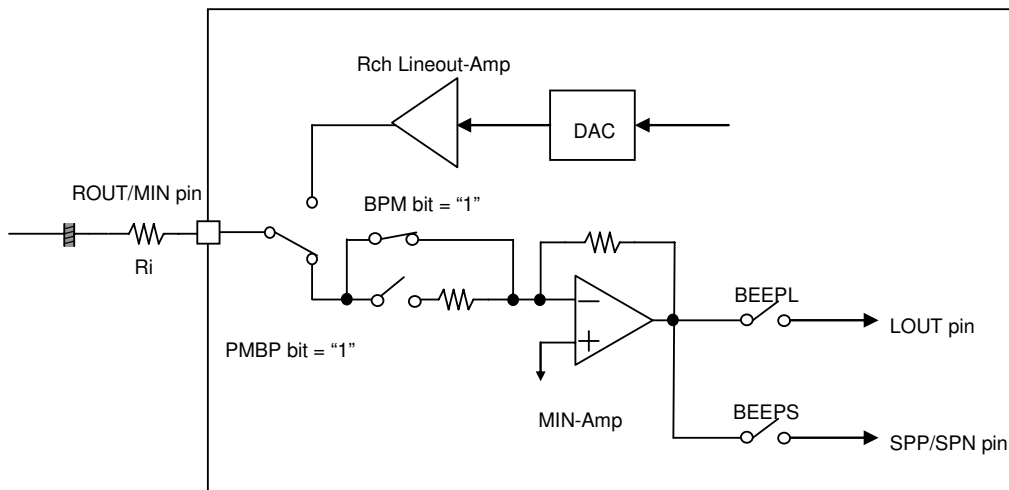 Rch Lineout-Amp
DAC
ROUT/MIN pin
BPM bit = “1”
Ri
BEEPL
LOUT pin
PMBP bit = “1”
MIN-Amp
BEEPS
SPP/SPN pin